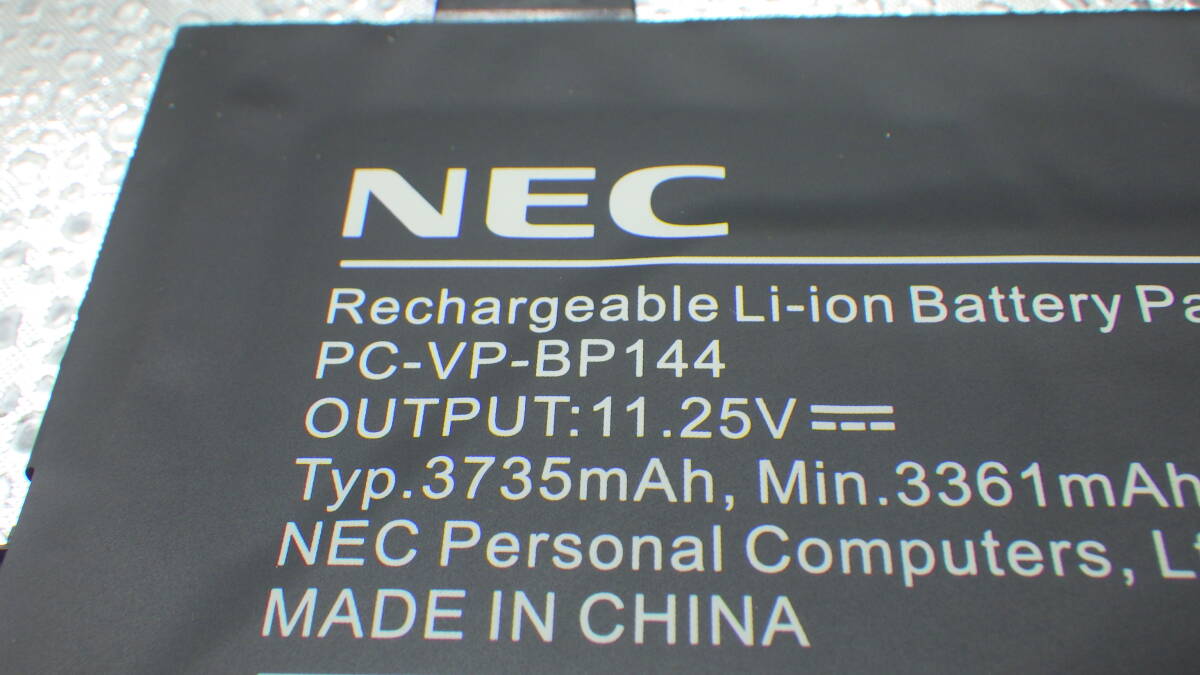 NEC
Rechargeable Li-ion Battery Pa
PC-VP-BP144
OUTPUT:11.25V
Typ.3735mAh, Min.3361mAh
NEC Personal Computers, Lt
MADE IN CHINA